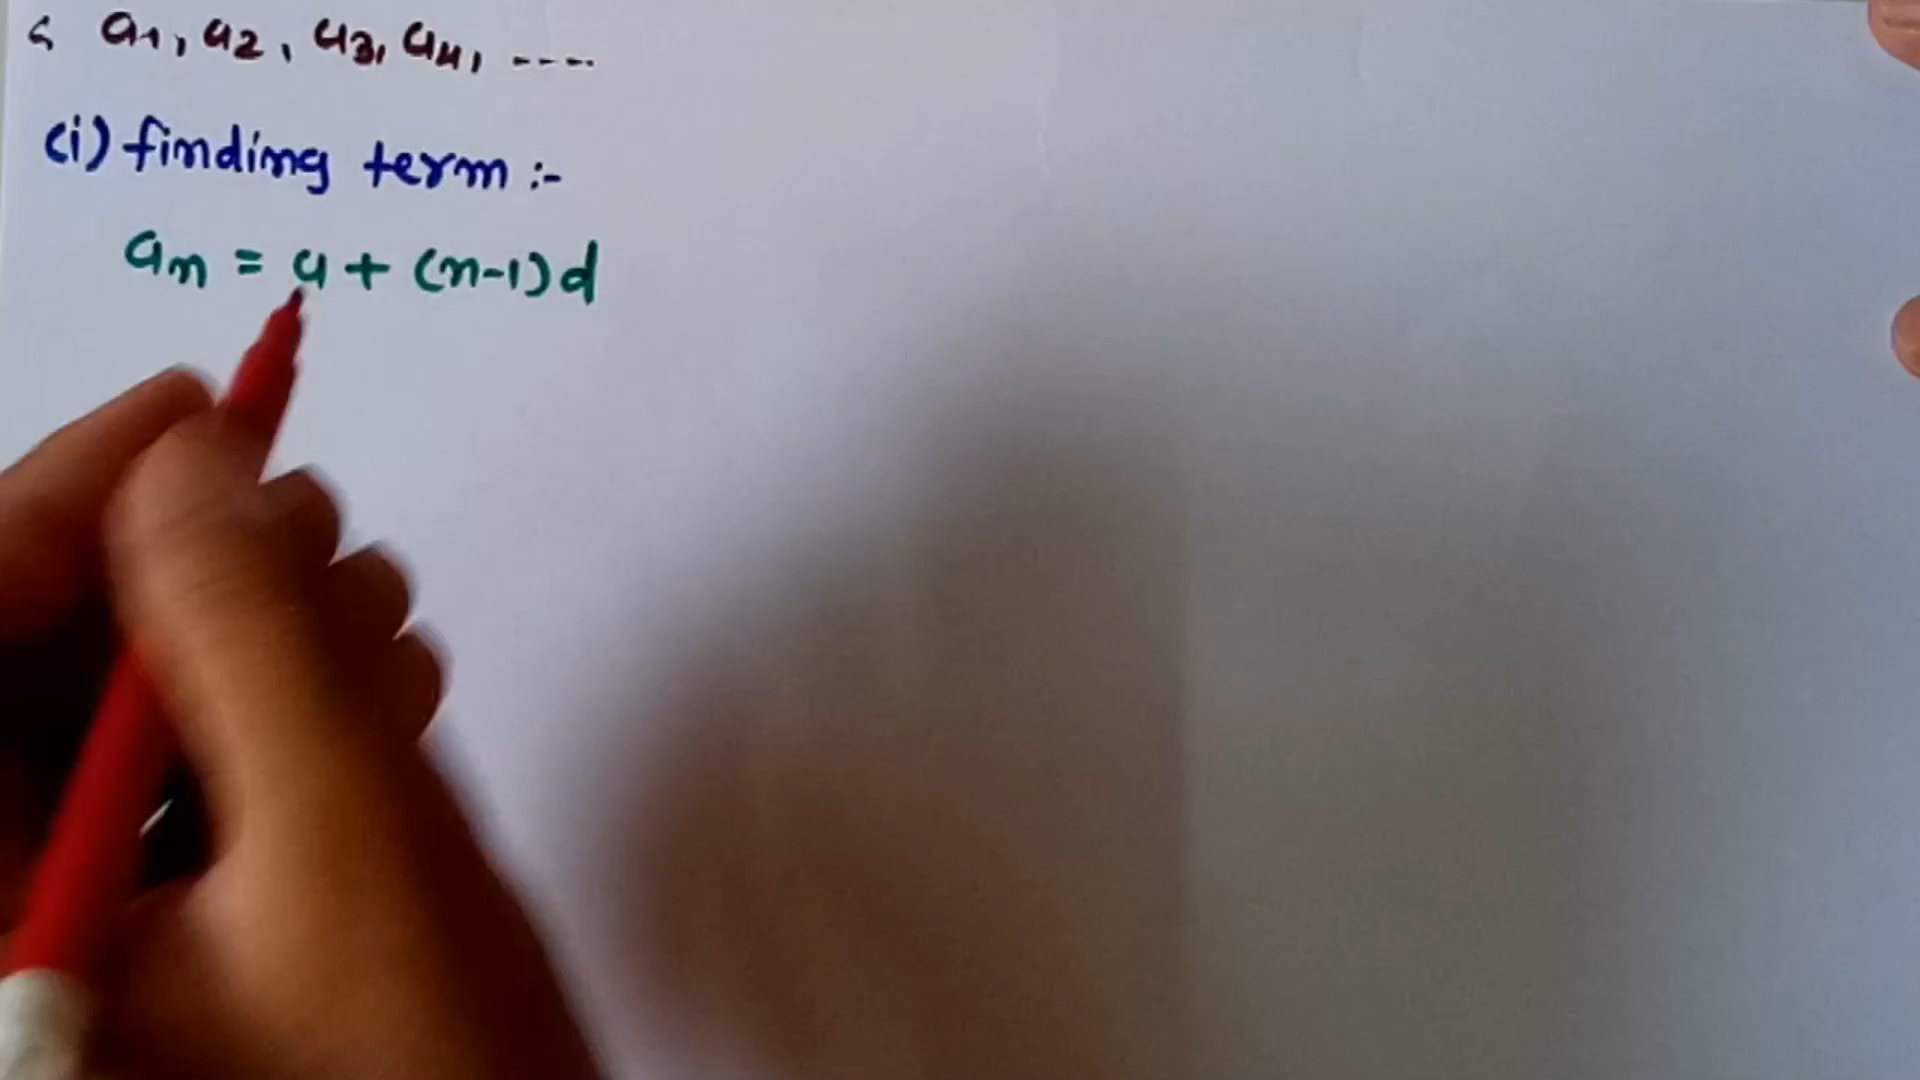 a1, a2, a3, a4, ----
(i) finding term :-
an = a + (n-1)d